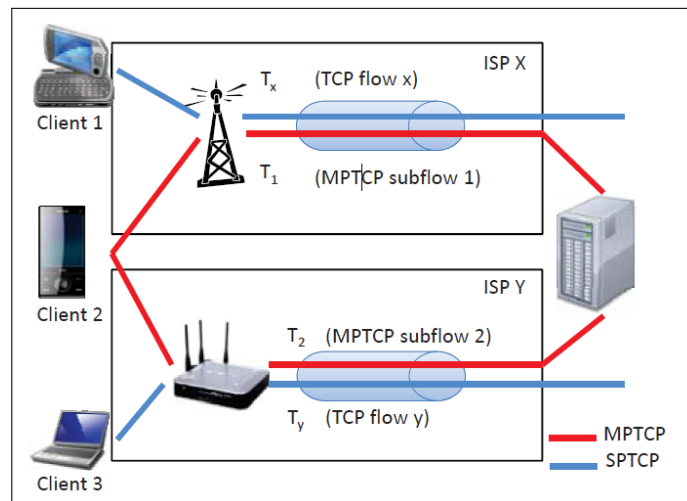 ISP X
Tx (TCP flow x)
Client 1
T1 (MPTCP subflow 1)
Client 2
ISP Y
T2 (MPTCP subflow 2)
Ty (TCP flow y)
MPTCP
SPTCP
Client 3